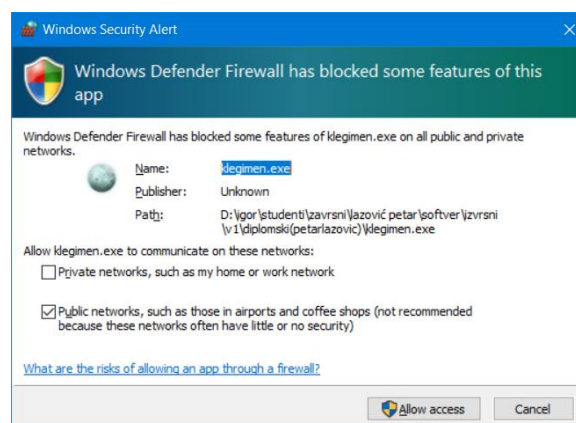 Windows Security Alert
Windows Defender Firewall has blocked some features of this
app
Windows Defender Firewall has blocked some features of klegimen.exe on all public and private
networks.
Name: klegimen.exe
Publisher: Unknown
Path: D:\igor\studenti\zavrsni\lazović petar\softver\izvrsni
\v1\diplomski(petarlazovic)\klegimen.exe
Allow klegimen.exe to communicate on these networks:
Private networks, such as my home or work network
Public networks, such as those in airports and coffee shops (not recommended
because these networks often have little or no security)
What are the risks of allowing an app through a firewall?
Allow access Cancel